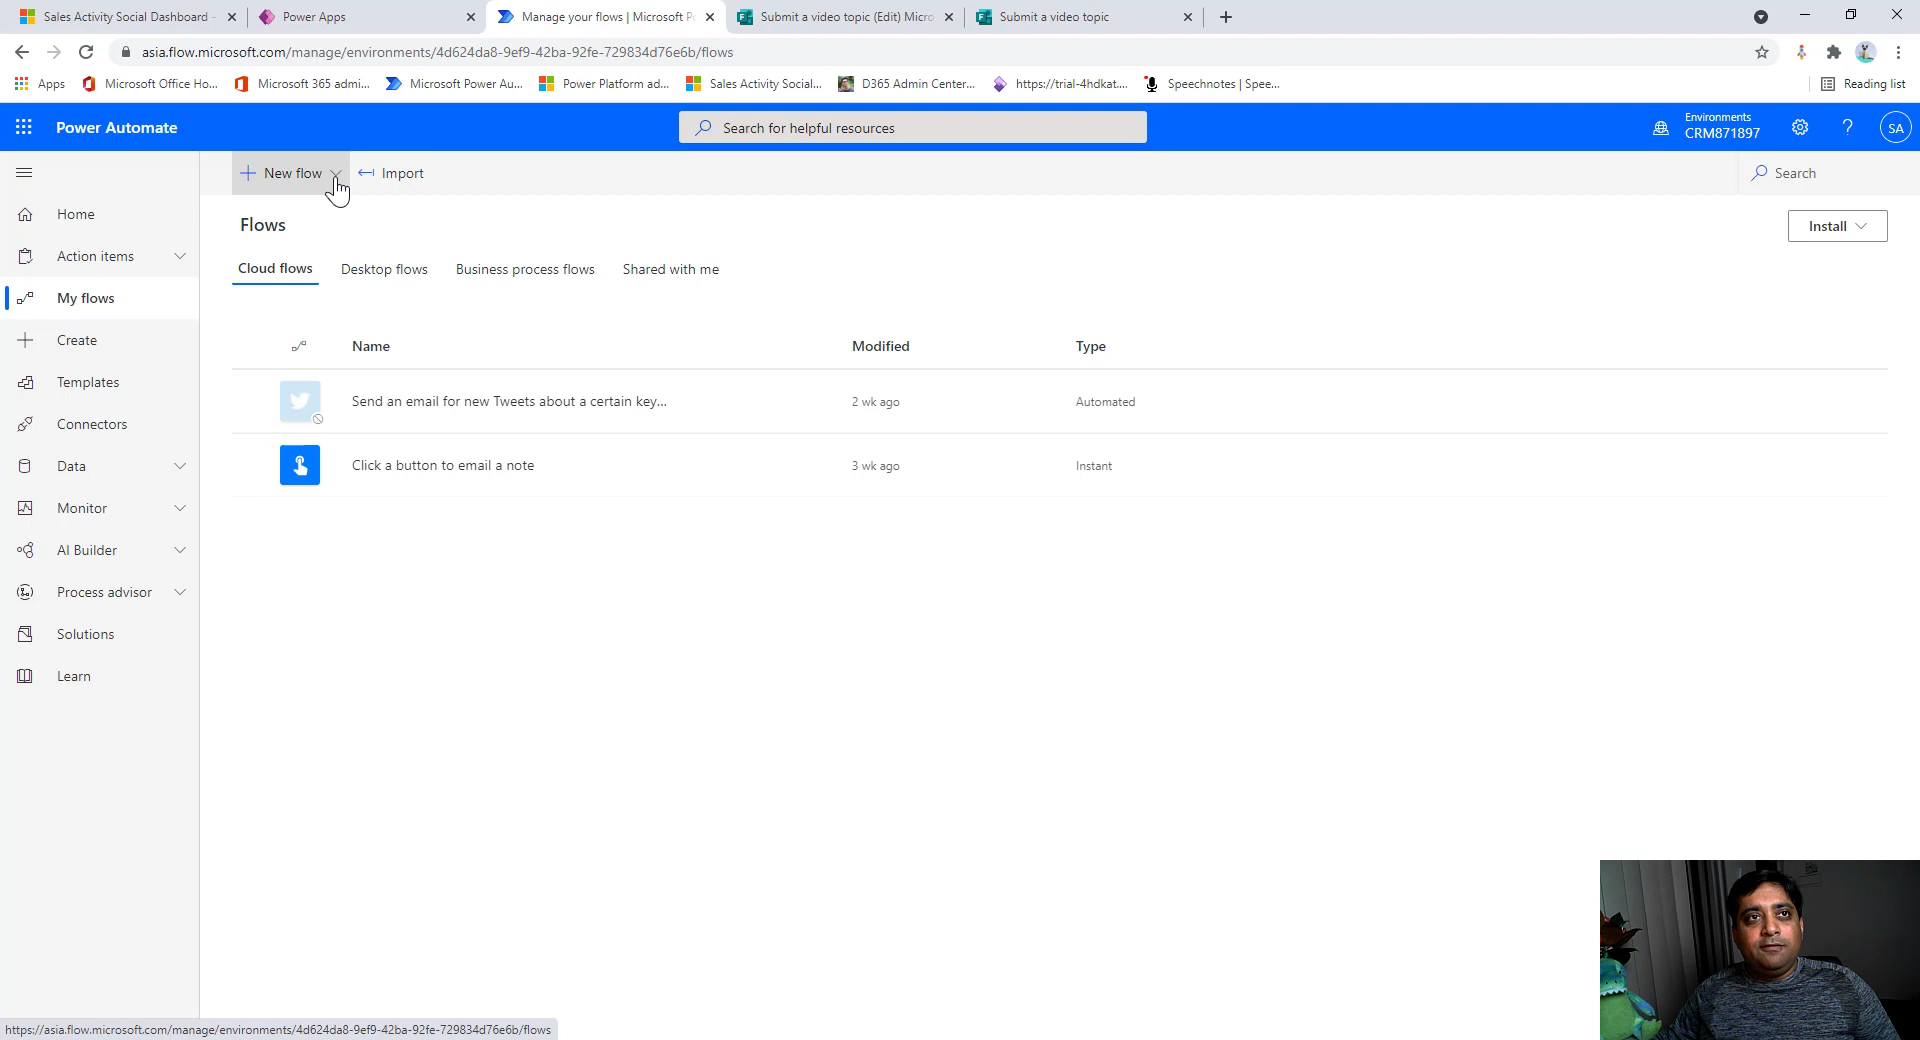 Sales Activity Social Dashboard -
Power Apps
Manage your flows | Microsoft Po
Submit a video topic (Edit) Micro
Submit a video topic
asia.flow.microsoft.com/manage/environments/4d624da8-9ef9-42ba-92fe-729834d76e6b/flows
Apps
Microsoft Office Ho...
Microsoft 365 admi...
Microsoft Power Au...
Power Platform ad...
Sales Activity Social...
D365 Admin Center...
https://trial-4hdkat....
Speechnotes | Spee...
Reading list
Power Automate
Search for helpful resources
Environments
CRM871897
?
SA
New flow
Import
Search
Home
Action items
My flows
Create
Templates
Connectors
Data
Monitor
AI Builder
Process advisor
Solutions
Learn
Flows
Install
Cloud flows
Desktop flows
Business process flows
Shared with me
Name
Modified
Type
Send an email for new Tweets about a certain key...
2 wk ago
Automated
Click a button to email a note
3 wk ago
Instant
https://asia.flow.microsoft.com/manage/environments/4d624da8-9ef9-42ba-92fe-729834d76e6b/flows